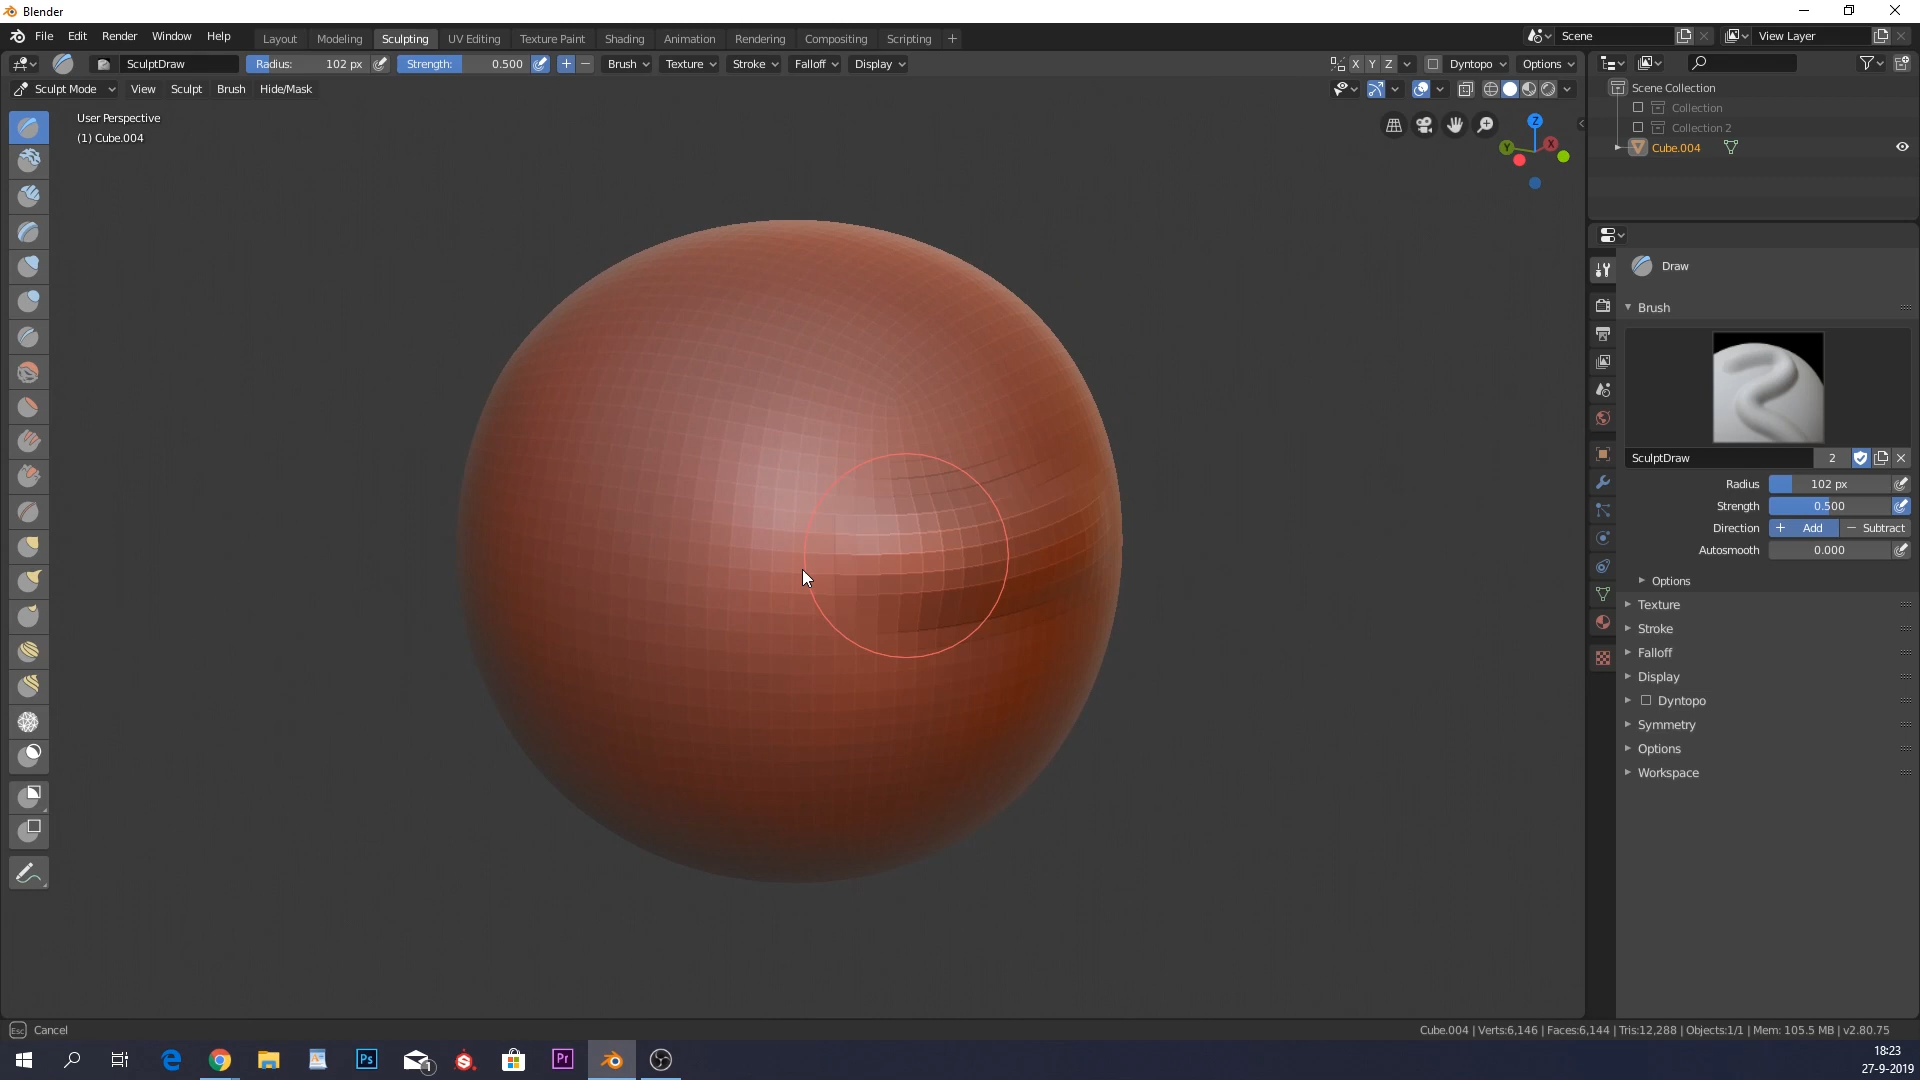 Blender
File Edit Render Window Help Layout Modeling Sculpting UV Editing Texture Paint Shading Animation Rendering Compositing Scripting + Scene View Layer
SculptDraw Radius: 102 px Strength: 0.500 + − Brush Texture Stroke Falloff Display X Y Z Dyntopo Options
Sculpt Mode View Sculpt Brush Hide/Mask
User Perspective
(1) Cube.004
Z
Y X
Scene Collection
Collection
Collection 2
Cube.004
Draw
Brush
SculptDraw 2
Radius 102 px
Strength 0.500
Direction + Add − Subtract
Autosmooth 0.000
Options
Texture
Stroke
Falloff
Display
Dyntopo
Symmetry
Options
Workspace
Esc Cancel
Cube.004 | Verts:6,146 | Faces:6,144 | Tris:12,288 | Objects:1/1 | Mem: 105.5 MB | v2.80.75
Ps 1 Pr
18:23
27-9-2019